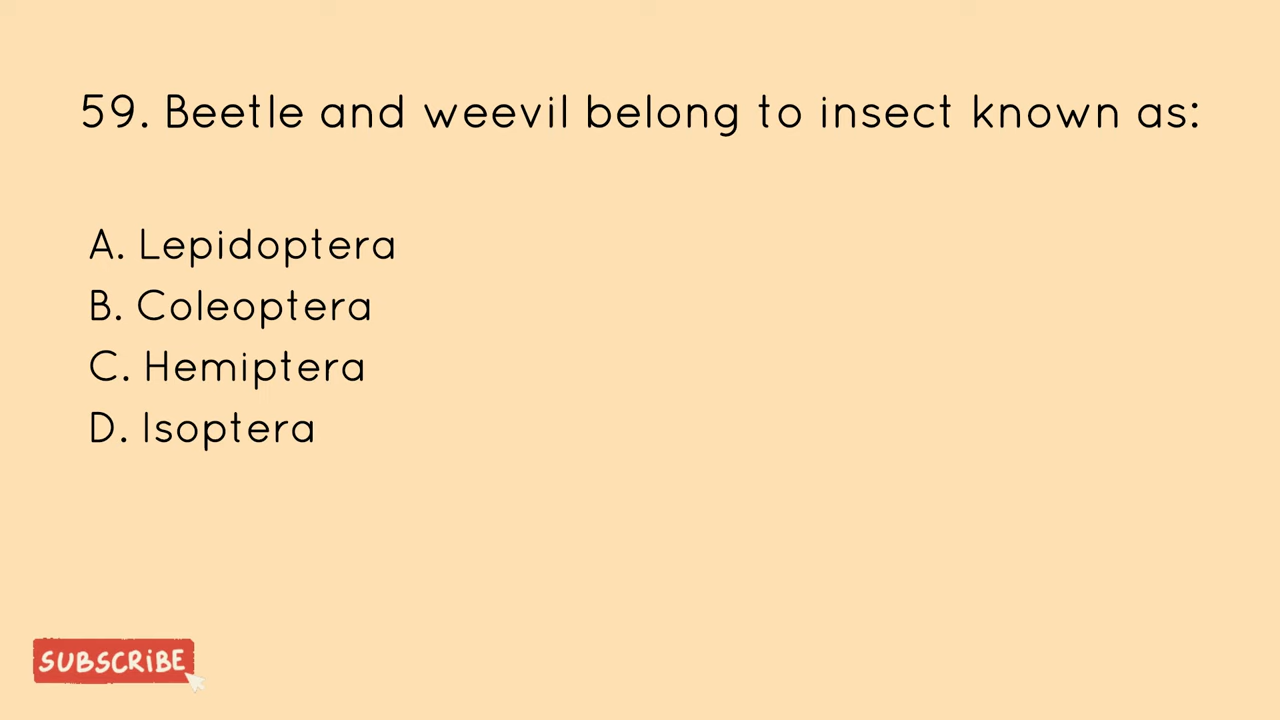 59. Beetle and weevil belong to insect known as:
A. Lepidoptera
B. Coleoptera
C. Hemiptera
D. Isoptera
SUBSCRiBE